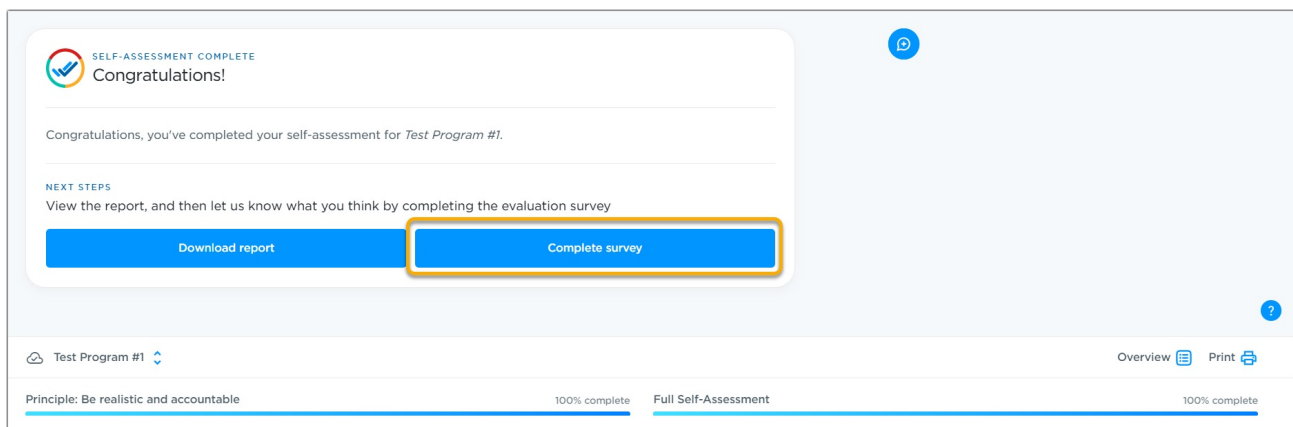 SELF-ASSESSMENT COMPLETE
Congratulations!
Congratulations, you've completed your self-assessment for Test Program #1.
NEXT STEPS
View the report, and then let us know what you think by completing the evaluation survey
Download report
Complete survey
?
Test Program #1
Overview
Print
Principle: Be realistic and accountable
100% complete
Full Self-Assessment
100% complete